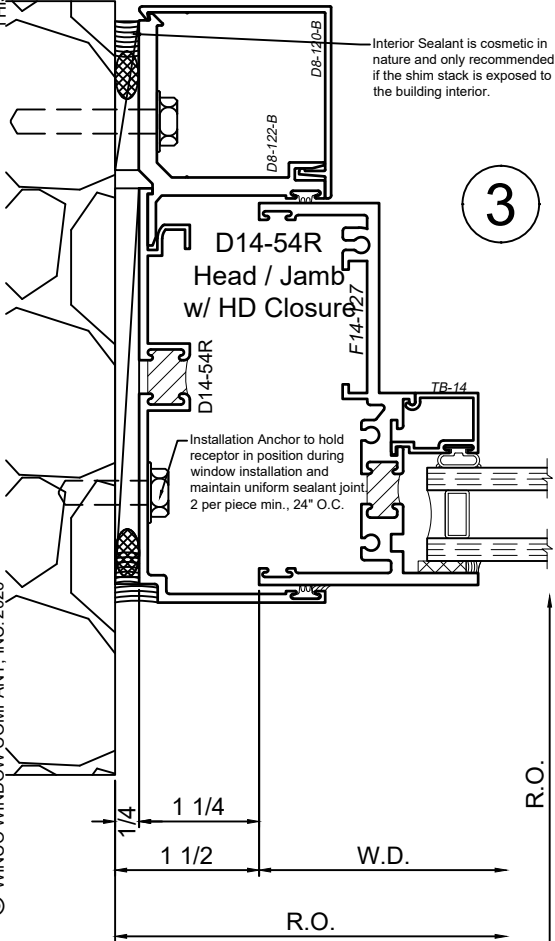 THI
Interior Sealant is cosmetic in
nature and only recommended
if the shim stack is exposed to
the building interior.
D8-120-B
D8-122-B
3
D14-54R
Head / Jamb
w/ HD Closure
F14-127
D14-54R
TB-14
Installation Anchor to hold
receptor in position during
window installation and
maintain uniform sealant joint.
2 per piece min., 24" O.C.
1/4
1 1/4
1 1/2
W.D.
R.O.
R.O.
© WINCO WINDOW COMPANY, INC. 2020